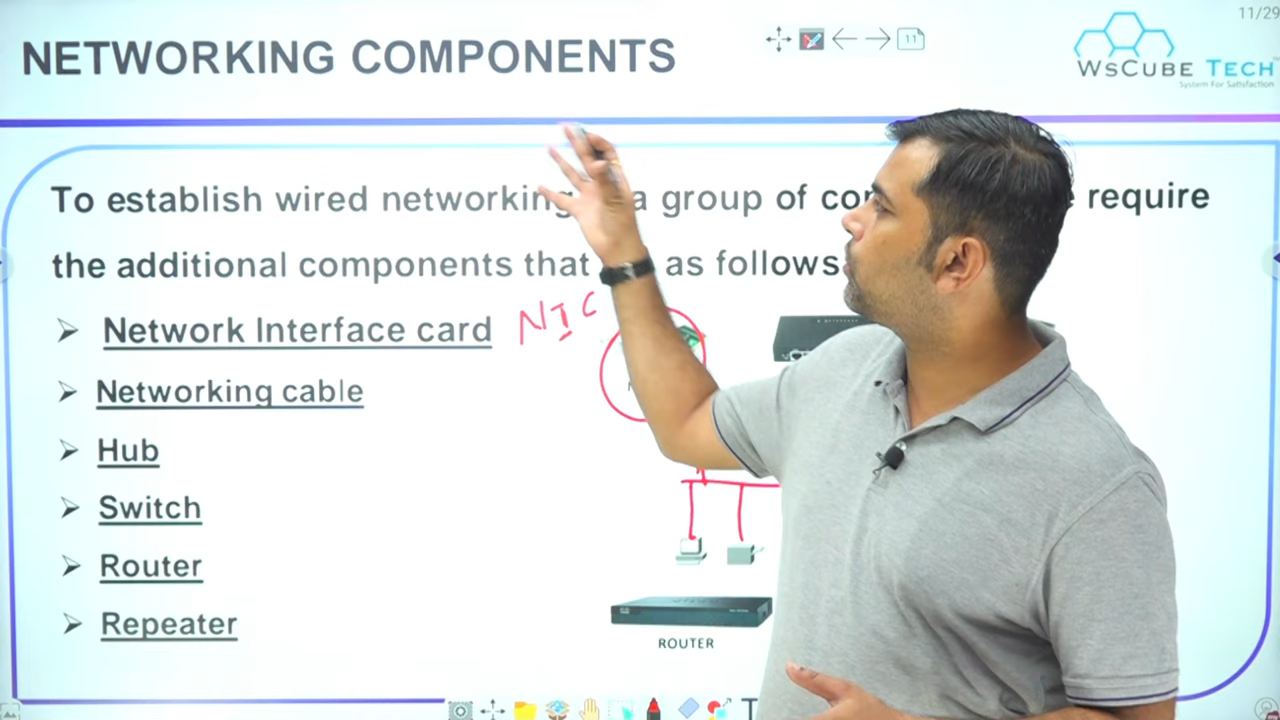 11/29
NETWORKING COMPONENTS
11
WSCUBE TECH
System For Satisfaction
To establish wired networking a group of require
the additional components that as follows
Network Interface card NIC
Networking cable
Hub
Switch
Router
Repeater
ROUTER